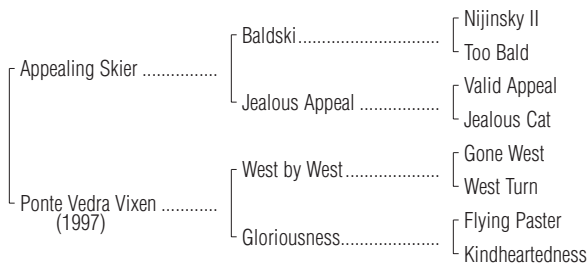 Nijinsky II
Baldski
Too Bald
Appealing Skier
Valid Appeal
Jealous Appeal
Jealous Cat
Gone West
West by West
West Turn
Ponte Vedra Vixen
(1997)
Flying Paster
Gloriousness
Kindheartedness